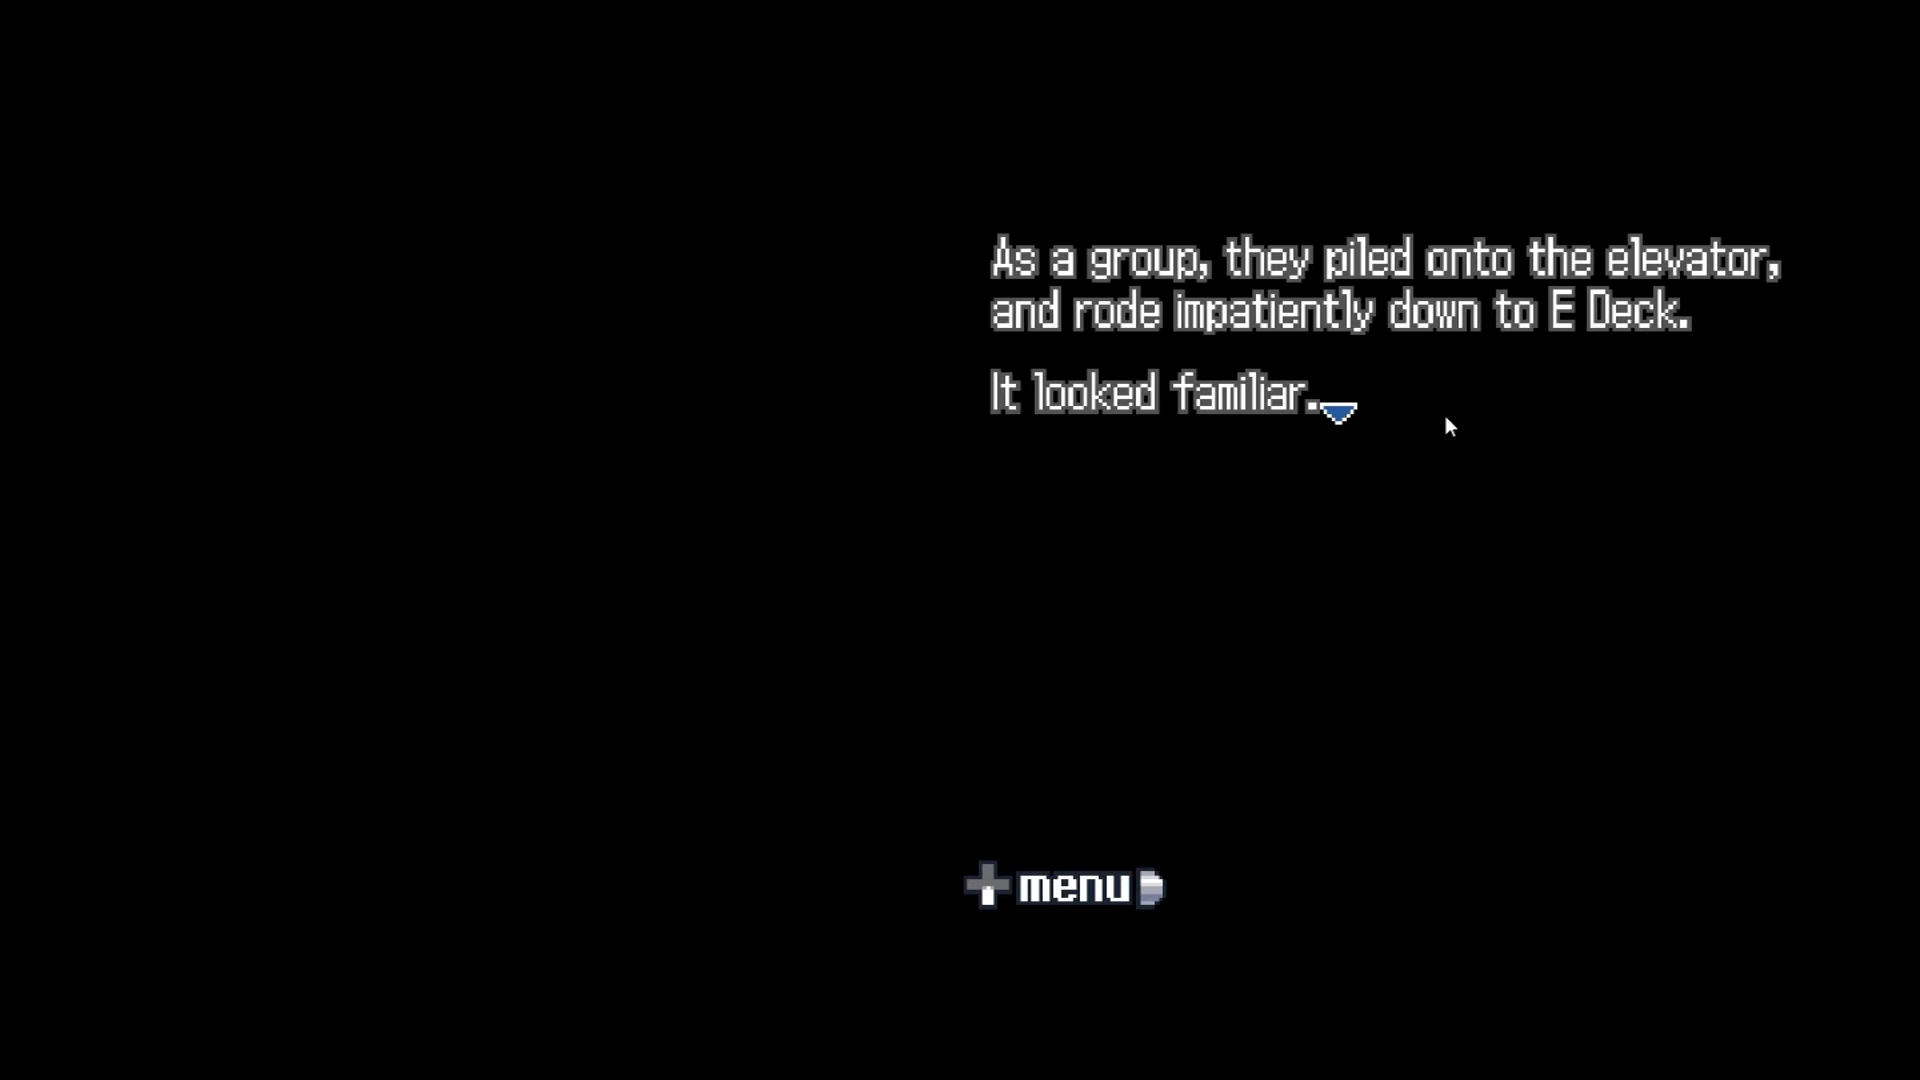 As a group, they piled onto the elevator,
and rode impatiently down to E Deck.
It looked familiar.
menu